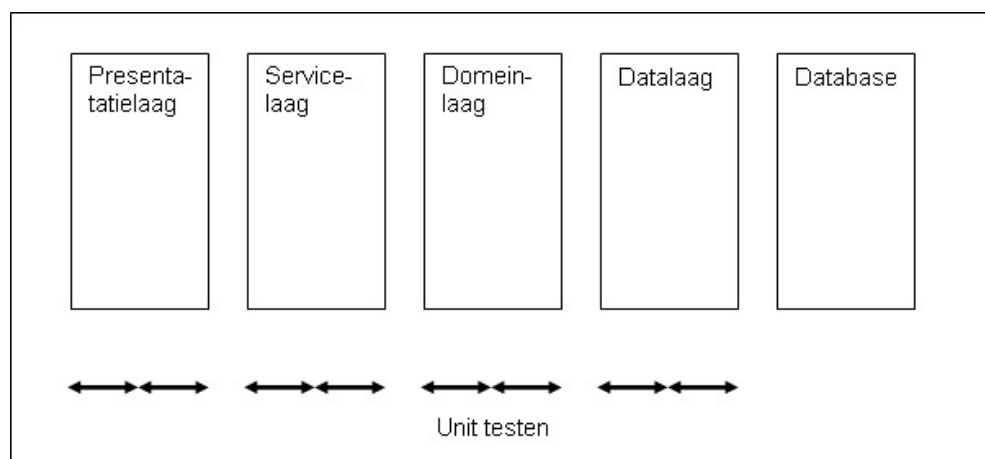 Presenta-
tatielaag
Service-
laag
Domein-
laag
Datalaag
Database
Unit testen